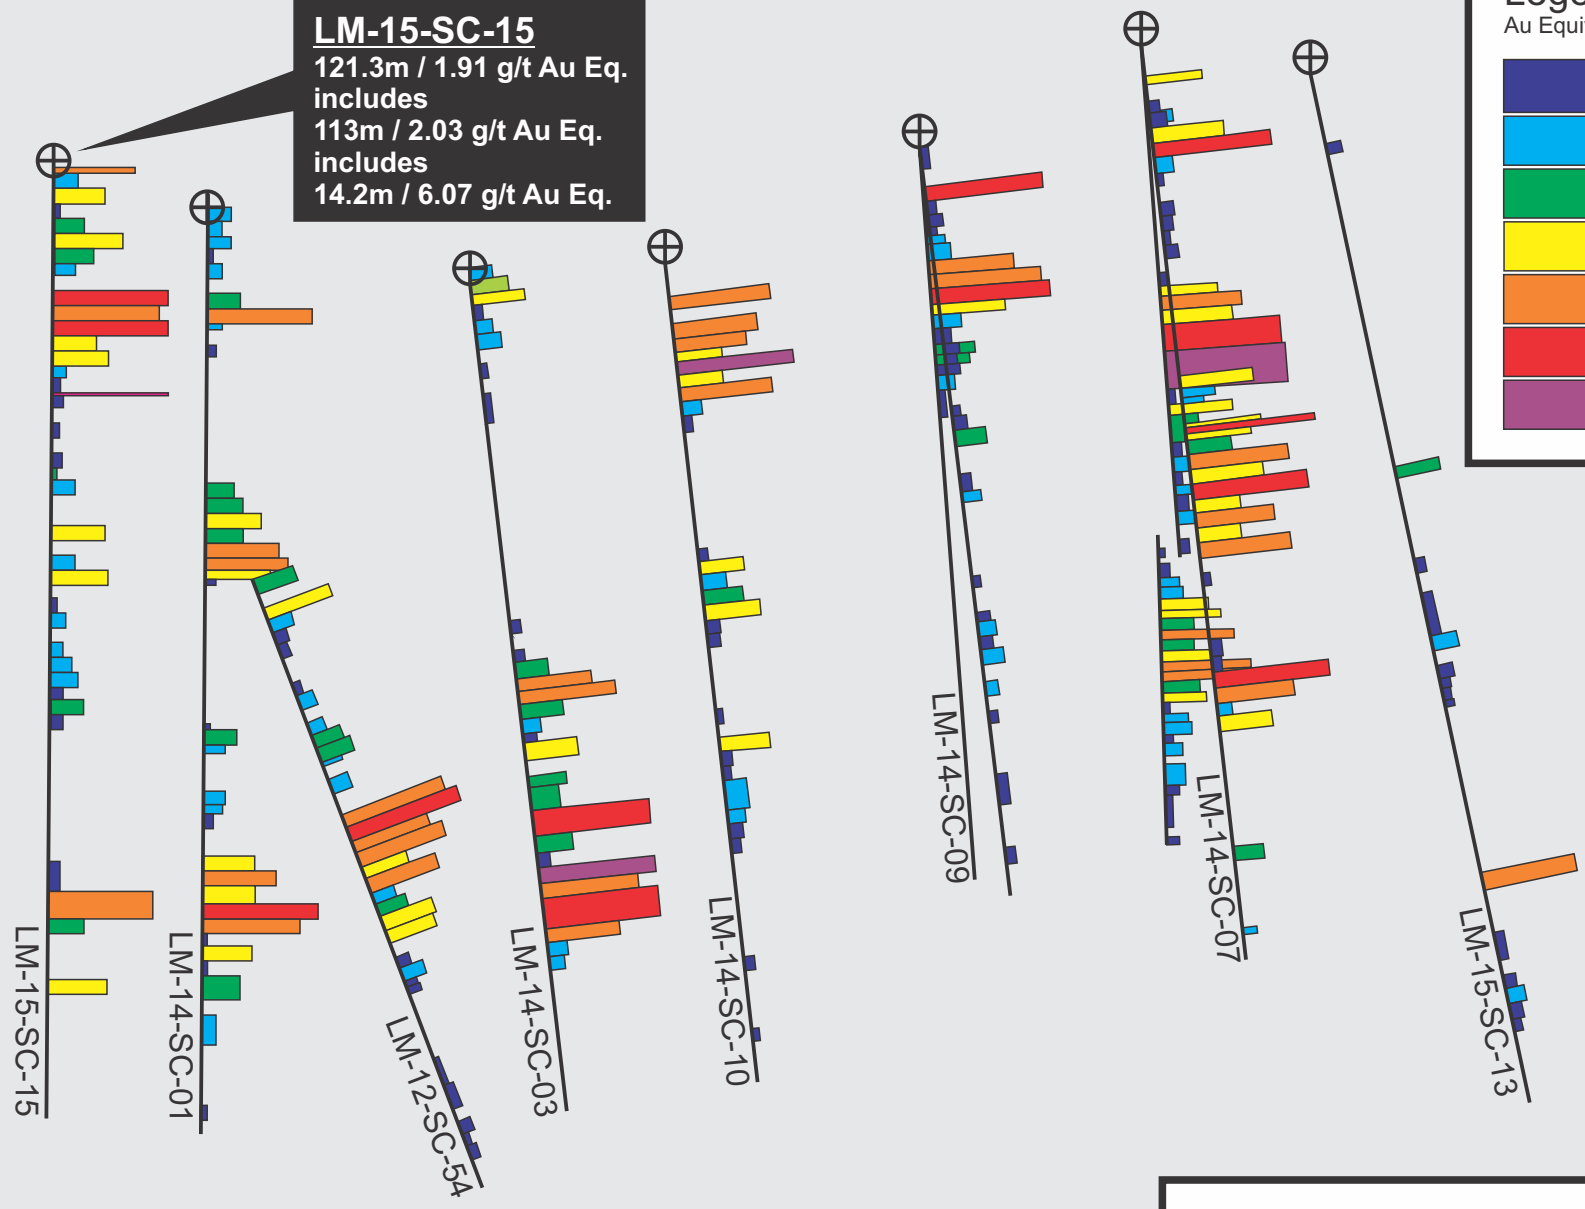 LM-15-SC-15
121.3m / 1.91 g/t Au Eq.
includes
113m / 2.03 g/t Au Eq.
includes
14.2m / 6.07 g/t Au Eq.
Au Equi
LM-15-SC-15
LM-14-SC-01
LM-12-SC-54
LM-14-SC-03
LM-14-SC-10
LM-14-SC-09
LM-14-SC-07
LM-15-SC-13